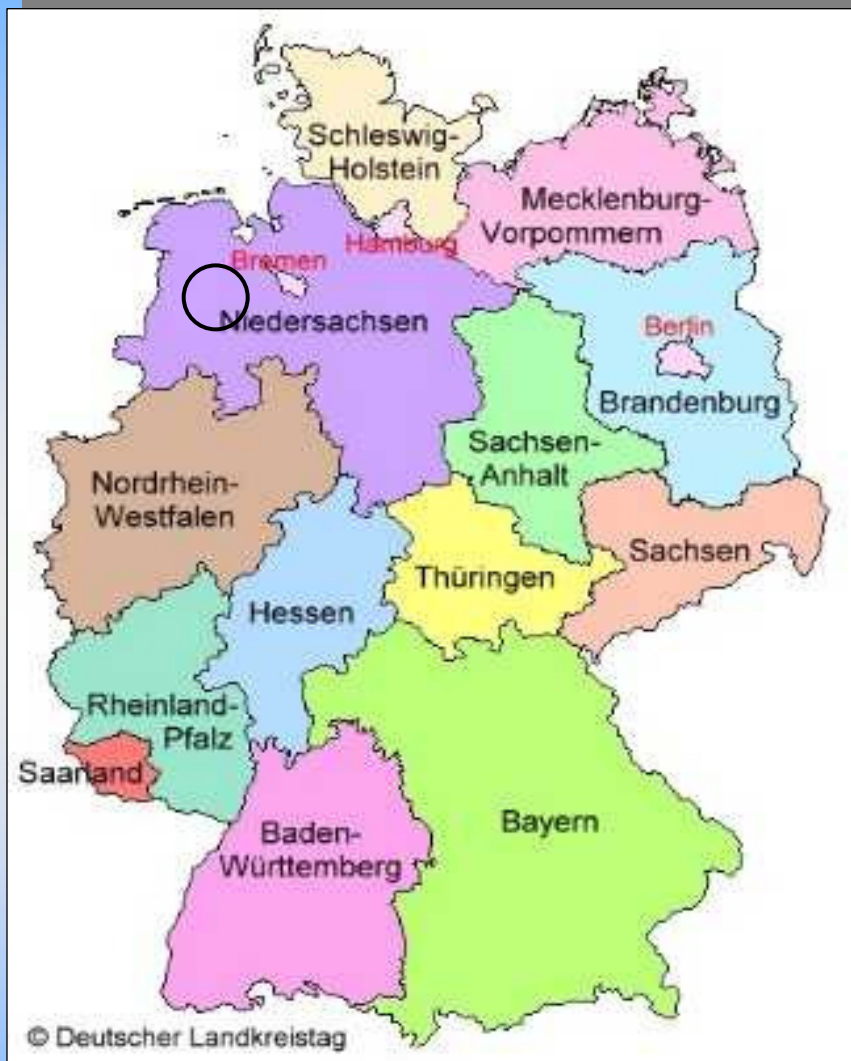 Schleswig-
Holstein
Mecklenburg-
Vorpommern
Hamburg
Bremen
Niedersachsen
Berlin
Brandenburg
Sachsen-
Anhalt
Nordrhein-
Westfalen
Sachsen
Thüringen
Hessen
Rheinland-
Pfalz
Saarland
Bayern
Baden-
Württemberg
© Deutscher Landkreistag